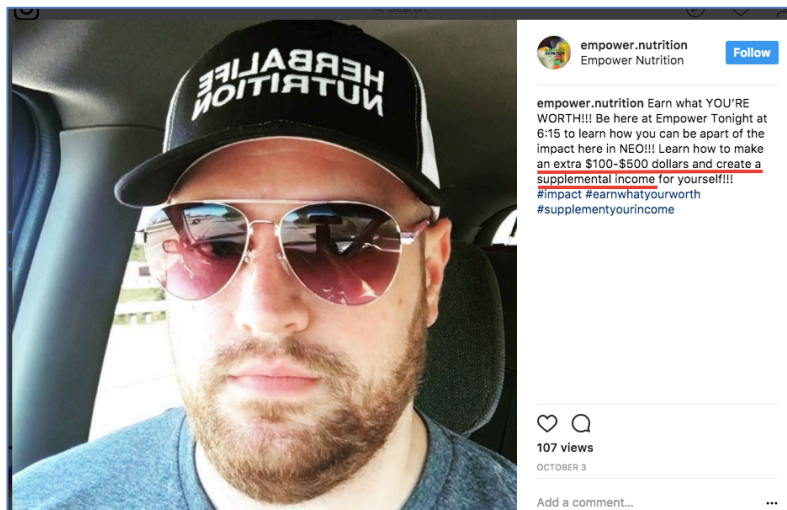 HERBALIFE
NUTRITION
empower.nutrition
Empower Nutrition
Follow
empower.nutrition Earn what YOU'RE
WORTH!!! Be here at Empower Tonight at
6:15 to learn how you can be apart of the
impact here in NEO!!! Learn how to make
an extra $100-$500 dollars and create a
supplemental income for yourself!!!
#impact #earnwhatyourworth
#supplementyourincome
107 views
OCTOBER 3
Add a comment...